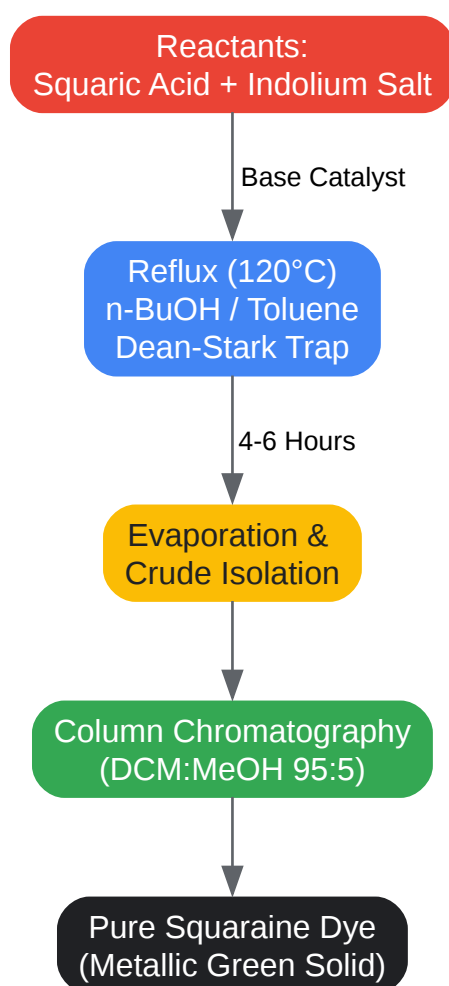 Reactants:
Squaric Acid + Indolium Salt
Base Catalyst
Reflux (120°C)
n-BuOH / Toluene
Dean-Stark Trap
4-6 Hours
Evaporation &
Crude Isolation
Column Chromatography
(DCM:MeOH 95:5)
Pure Squaraine Dye
(Metallic Green Solid)